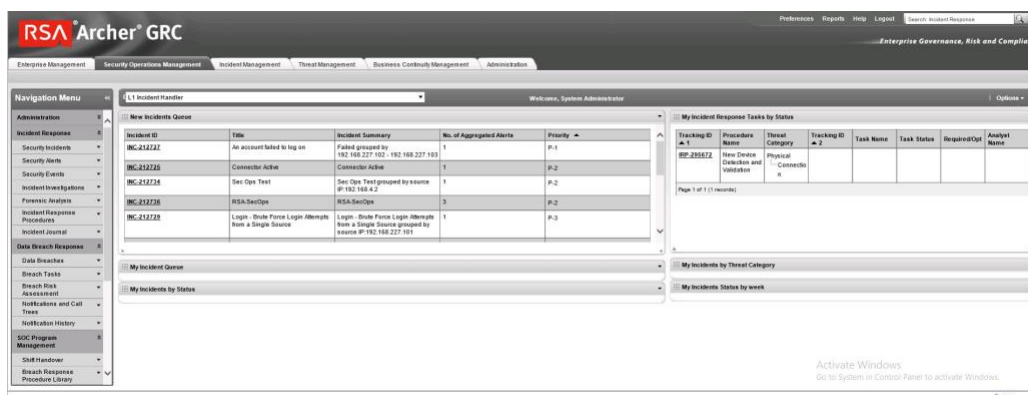 Preferences Reports Help Logout Search: Incident Response
RSA Archer® GRC
Enterprise Governance, Risk and Complia
Enterprise Management Security Operations Management Incident Management Threat Management Business Continuity Management Administration
Navigation Menu
L1 Incident Handler
Welcome, System Administrator
Options
Administration
Incident Response
Security Incidents
Security Alerts
Security Events
Incident Investigations
Forensic Analysis
Incident Response
Procedures
Incident Journal
Data Breach Response
Data Breaches
Breach Tasks
Breach Risk
Assessment
Notifications and Call
Trees
Notification History
SOC Program
Management
Shift Handover
Breach Response
Procedure Library
New Incidents Queue
Incident ID Title Incident Summary No. of Aggregated Alerts Priority
INC-212737 An account failed to log on Failed grouped by
192.168.227.102 - 192.168.227.103 1 P-1
INC-212725 Connector Active Connector Active 1 P-2
INC-212734 Sec Ops Test Sec Ops Test grouped by source
IP:192.168.4.2 1 P-2
INC-212736 RSA-SecOps RSA-SecOps 3 P-2
INC-212729 Login - Brute Force Login Attempts
from a Single Source Login - Brute Force Login Attempts
from a Single Source grouped by
source IP:192.168.227.101 1 P-3
My Incident Queue
My Incidents by Status
My Incident Response Tasks by Status
Tracking ID 1 Procedure Name Threat Category Tracking ID 2 Task Name Task Status Required/Opt Analyst Name
IRP-295672 New Device
Detection and
Validation Physical
Connectio
n
Page 1 of 1 (1 records)
My Incidents by Threat Category
My Incidents Status by week
Activate Windows
Go to System in Control Panel to activate Windows.